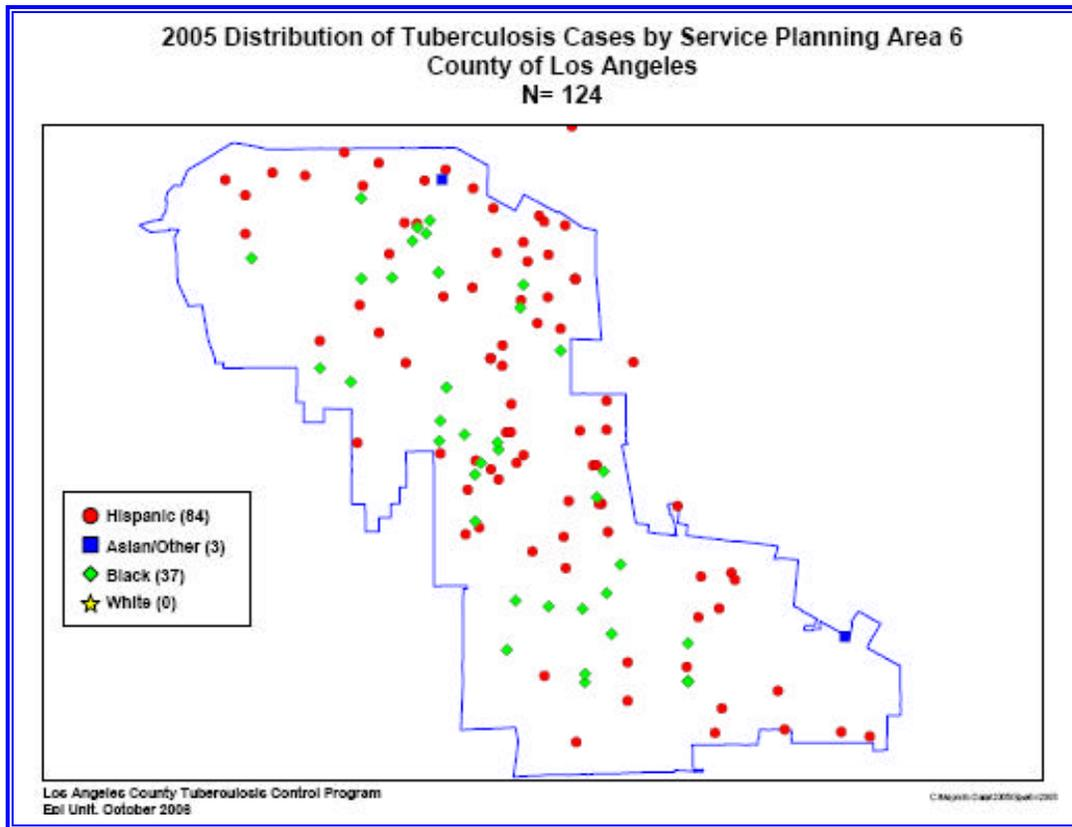 2005 Distribution of Tuberculosis Cases by Service Planning Area 6
County of Los Angeles
N= 124
Hispanic (84)
Asian/Other (3)
Black (37)
White (0)
Los Angeles County Tuberculosis Control Program
Epi Unit. October 2006